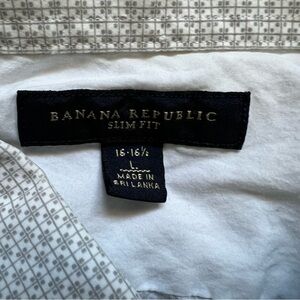 BANANA REPUBLIC
SLIM FIT
16-16½
L
MADE IN
SRI LANKA